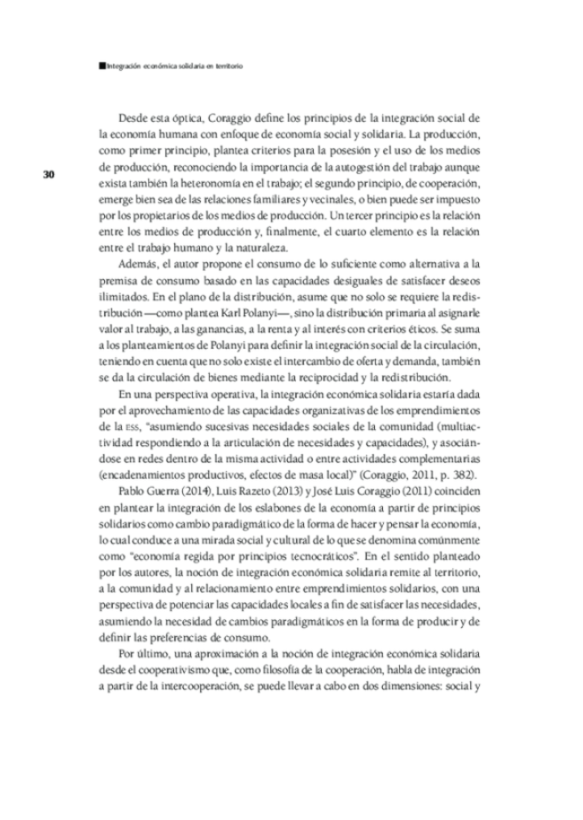 Integración económica solidaria en territorio
Desde esta óptica, Coraggio define los principios de la integración social de
la economía humana con enfoque de economía social y solidaria. La producción,
como primer principio, plantea criterios para la posesión y el uso de los medios
30
de producción, reconociendo la importancia de la autogestión del trabajo aunque
exista también la heteronomía en el trabajo; el segundo principio, de cooperación,
emerge bien sea de las relaciones familiares y vecinales, o bien puede ser impuesto
por los propietarios de los medios de producción. Un tercer principio es la relación
entre los medios de producción y, finalmente, el cuarto elemento es la relación
entre el trabajo humano y la naturaleza.
Además, el autor propone el consumo de lo suficiente como alternativa a la
premisa de consumo basado en las capacidades desiguales de satisfacer deseos
ilimitados. En el plano de la distribución, asume que no solo se requiere la redis-
tribución —como plantea Karl Polanyi—, sino la distribución primaria al asignarle
valor al trabajo, a las ganancias, a la renta y al interés con criterios éticos. Se suma
a los planteamientos de Polanyi para definir la integración social de la circulación,
teniendo en cuenta que no solo existe el intercambio de oferta y demanda, también
se da la circulación de bienes mediante la reciprocidad y la redistribución.
En una perspectiva operativa, la integración económica solidaria estaría dada
por el aprovechamiento de las capacidades organizativas de los emprendimientos
de la ESS, “asumiendo sucesivas necesidades sociales de la comunidad (multiac-
tividad respondiendo a la articulación de necesidades y capacidades), y asocián-
dose en redes dentro de la misma actividad o entre actividades complementarias
(encadenamientos productivos, efectos de masa local)” (Coraggio, 2011, p. 382).
Pablo Guerra (2014), Luis Razeto (2013) y José Luis Coraggio (2011) coinciden
en plantear la integración de los eslabones de la economía a partir de principios
solidarios como cambio paradigmático de la forma de hacer y pensar la economía,
lo cual conduce a una mirada social y cultural de lo que se denomina comúnmente
como “economía regida por principios tecnocráticos”. En el sentido planteado
por los autores, la noción de integración económica solidaria remite al territorio,
a la comunidad y al relacionamiento entre emprendimientos solidarios, con una
perspectiva de potenciar las capacidades locales a fin de satisfacer las necesidades,
asumiendo la necesidad de cambios paradigmáticos en la forma de producir y de
definir las preferencias de consumo.
Por último, una aproximación a la noción de integración económica solidaria
desde el cooperativismo que, como filosofía de la cooperación, habla de integración
a partir de la intercooperación, se puede llevar a cabo en dos dimensiones: social y